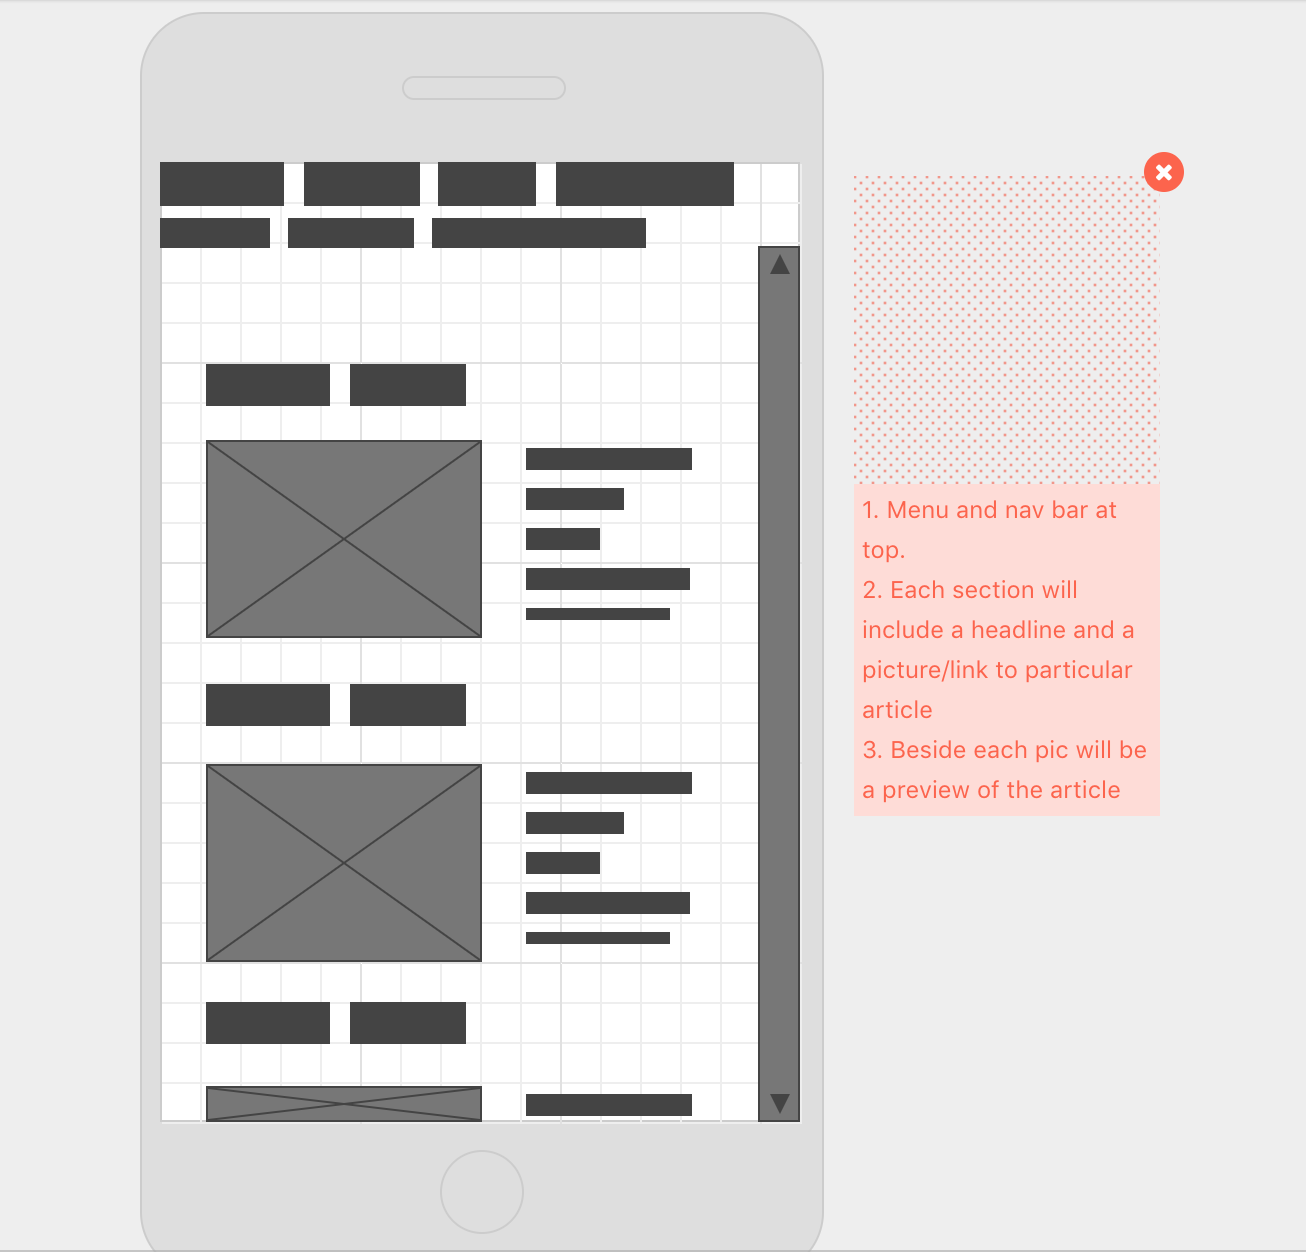 1. Menu and nav bar at
top.
2. Each section will
include a headline and a
picture/link to particular
article
3. Beside each pic will be
a preview of the article